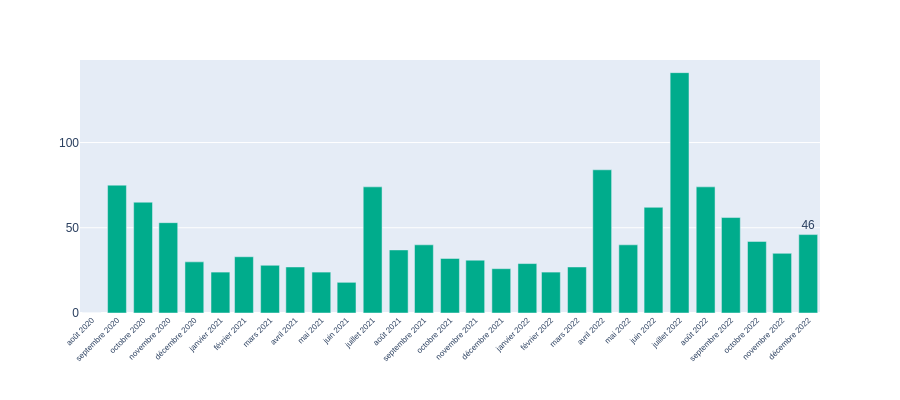 100
50
0
46
août 2020
septembre 2020
octobre 2020
novembre 2020
décembre 2020
janvier 2021
février 2021
mars 2021
avril 2021
mai 2021
juin 2021
juillet 2021
août 2021
septembre 2021
octobre 2021
novembre 2021
décembre 2021
janvier 2022
février 2022
mars 2022
avril 2022
mai 2022
juin 2022
juillet 2022
août 2022
septembre 2022
octobre 2022
novembre 2022
décembre 2022